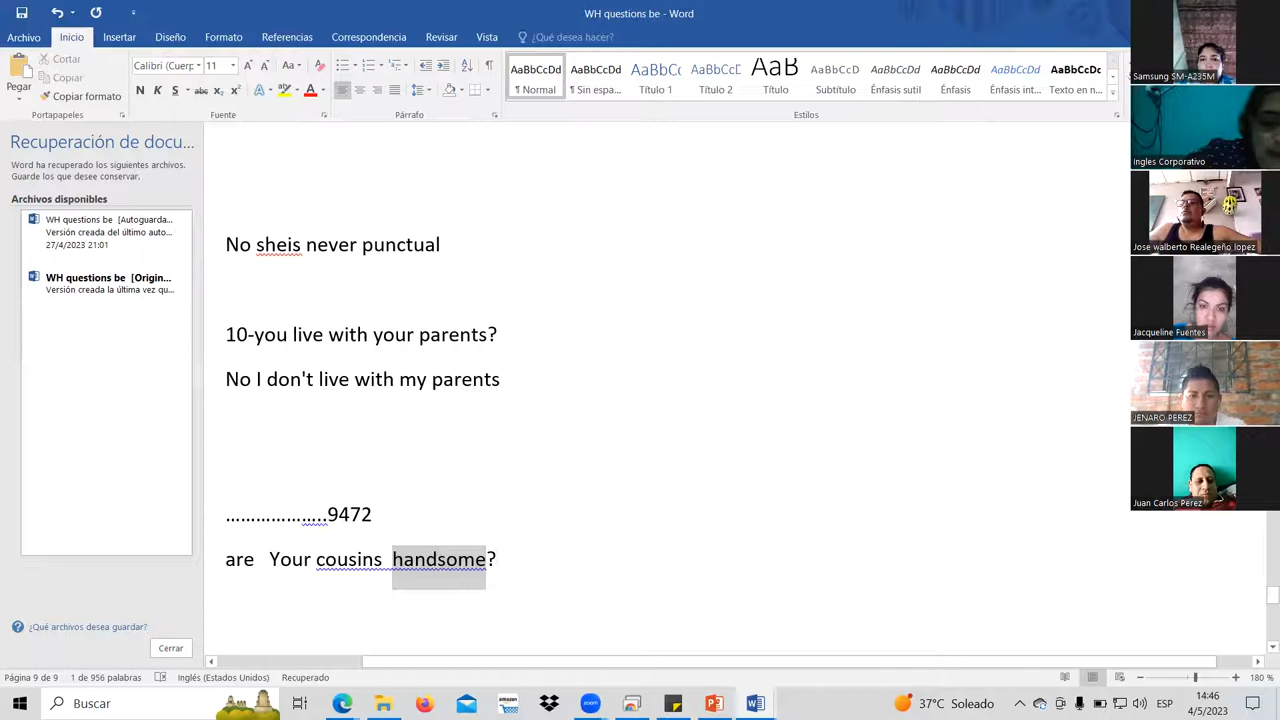 WH questions be - Word
Archivo Inicio Insertar Diseño Formato Referencias Correspondencia Revisar Vista ¿Qué desea hacer?
Pegar
Cortar
Copiar
Copiar formato
Portapapeles
Calibri (Cuerp 11
Fuente
Párrafo
AaBbCcDd AaBbCcDd AaBbC AaBbCcD AaB AaBbCcD AaBbCcDd AaBbCcDd AaBbCcDd AaBbCcDc
¶ Normal ¶ Sin espa... Título 1 Título 2 Título Subtítulo Énfasis sutil Énfasis Énfasis int... Texto en n...
Estilos
Recuperación de docu...
Word ha recuperado los siguientes archivos.
Guarde los que desee conservar.
Archivos disponibles
WH questions be [Autoguarda...
Versión creada del último auto...
27/4/2023 21:01
WH questions be [Origin...
Versión creada la última vez qu...
¿Qué archivos desea guardar?
Cerrar
No sheis never punctual
10-you live with your parents?
No I don't live with my parents
………………..9472
are Your cousins handsome?
Samsung SM-A235M
Ingles Corporativo
Jose walberto Realegeño lopez
Jacqueline Fuentes
JENARO PEREZ
Juan Carlos Perez
Página 9 de 9 1 de 956 palabras Inglés (Estados Unidos) Recuperado
180 %
Buscar
amazon
zoom
37°C Soleado
ESP
14:46
4/5/2023